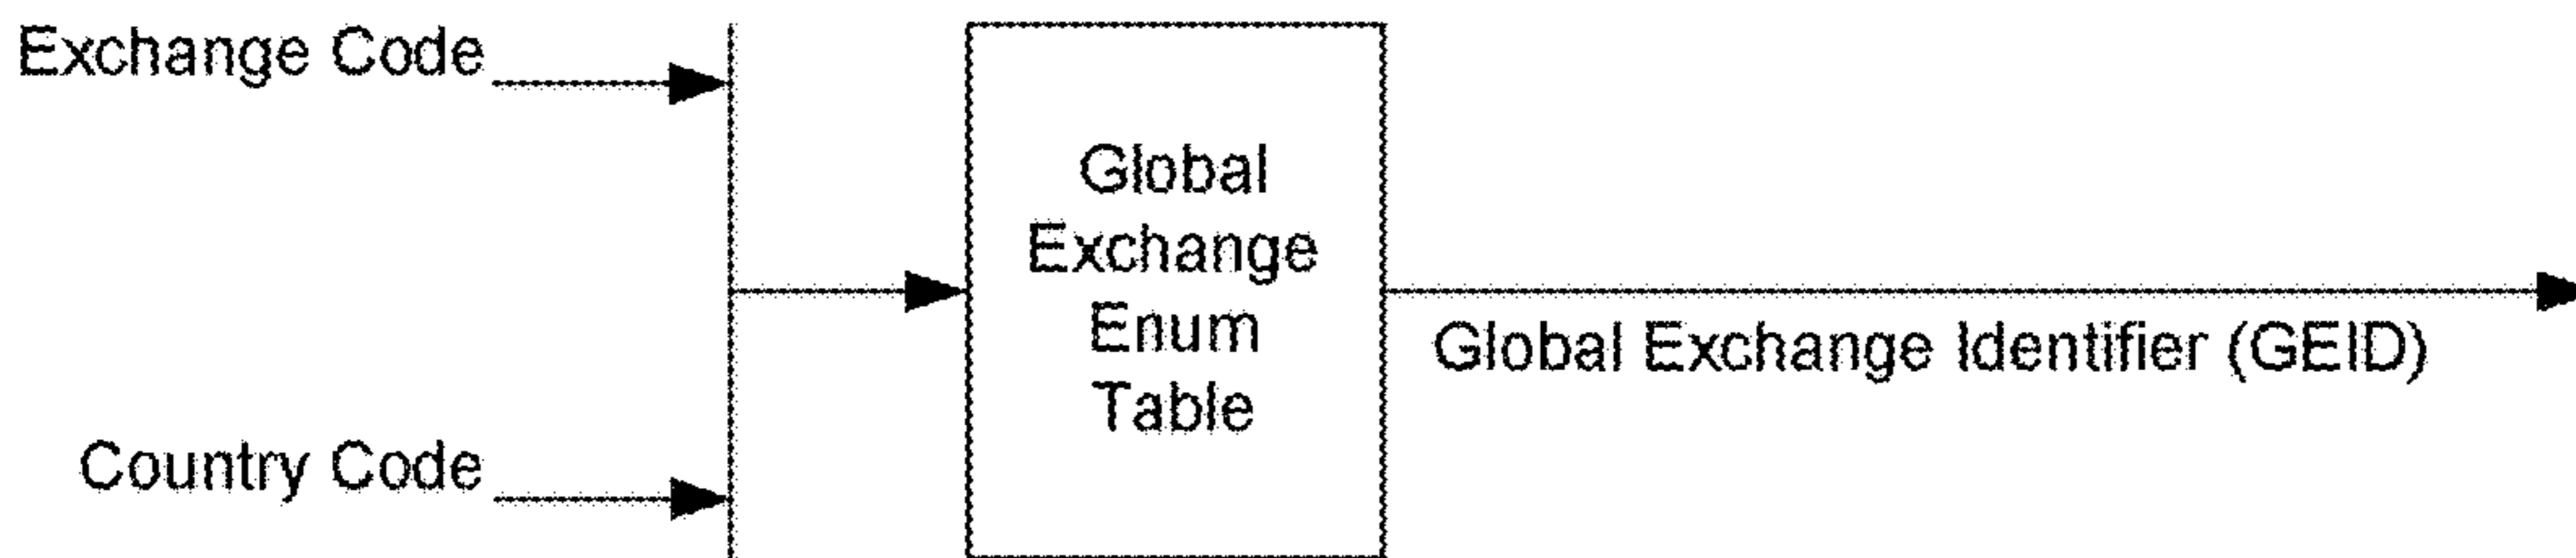 Exchange Code
Global
Exchange
Enum
Table
Global Exchange Identifier (GEID)
Country Code